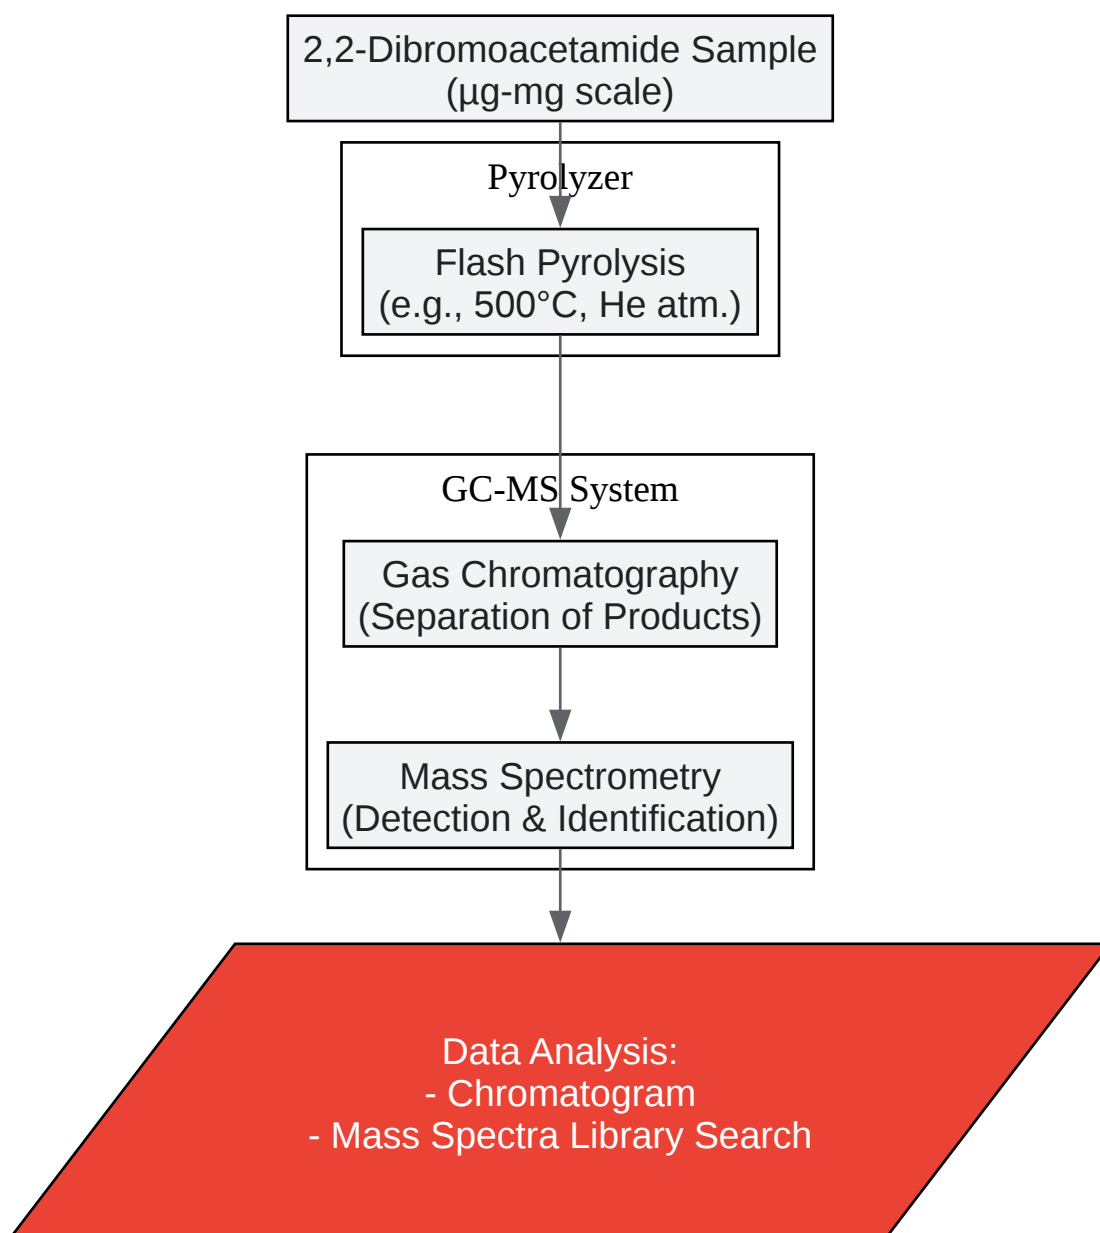 2,2-Dibromoacetamide Sample
(µg-mg scale)
Pyrolyzer
Flash Pyrolysis
(e.g., 500°C, He atm.)
GC-MS System
Gas Chromatography
(Separation of Products)
Mass Spectrometry
(Detection & Identification)
Data Analysis:
- Chromatogram
- Mass Spectra Library Search